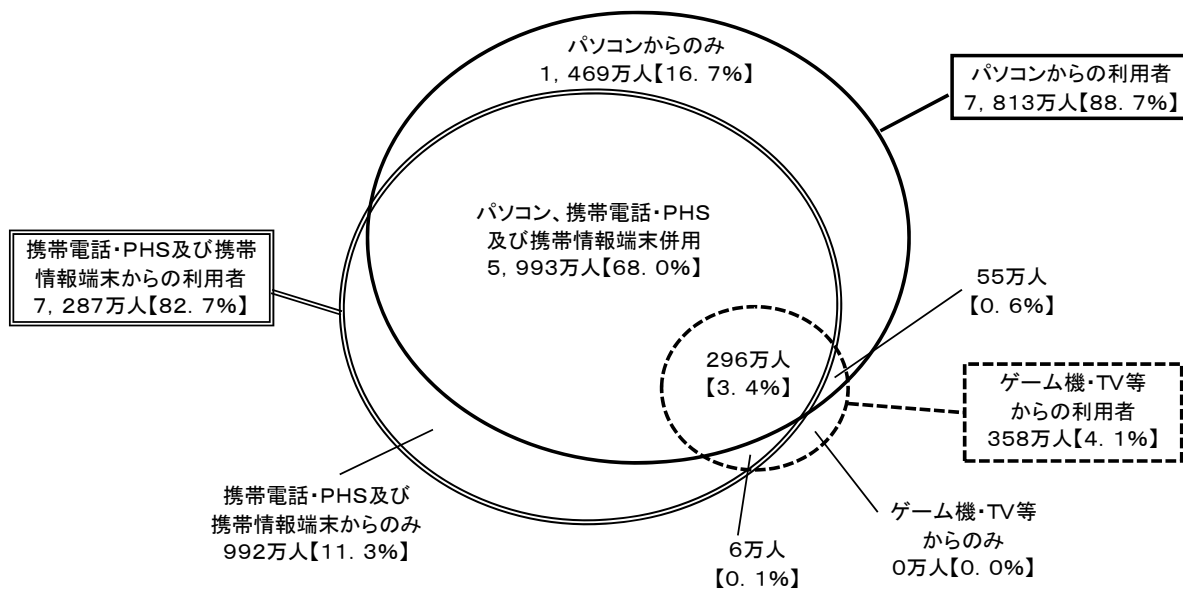 パソコンからのみ
1,469万人【16.7%】
パソコンからの利用者
7,813万人【88.7%】
パソコン、携帯電話・PHS
及び携帯情報端末併用
5,993万人【68.0%】
携帯電話・PHS及び携帯
情報端末からの利用者
7,287万人【82.7%】
55万人
【0.6%】
296万人
【3.4%】
ゲーム機・TV等
からの利用者
358万人【4.1%】
携帯電話・PHS及び
携帯情報端末からのみ
992万人【11.3%】
6万人
【0.1%】
ゲーム機・TV等
からのみ
0万人【0.0%】